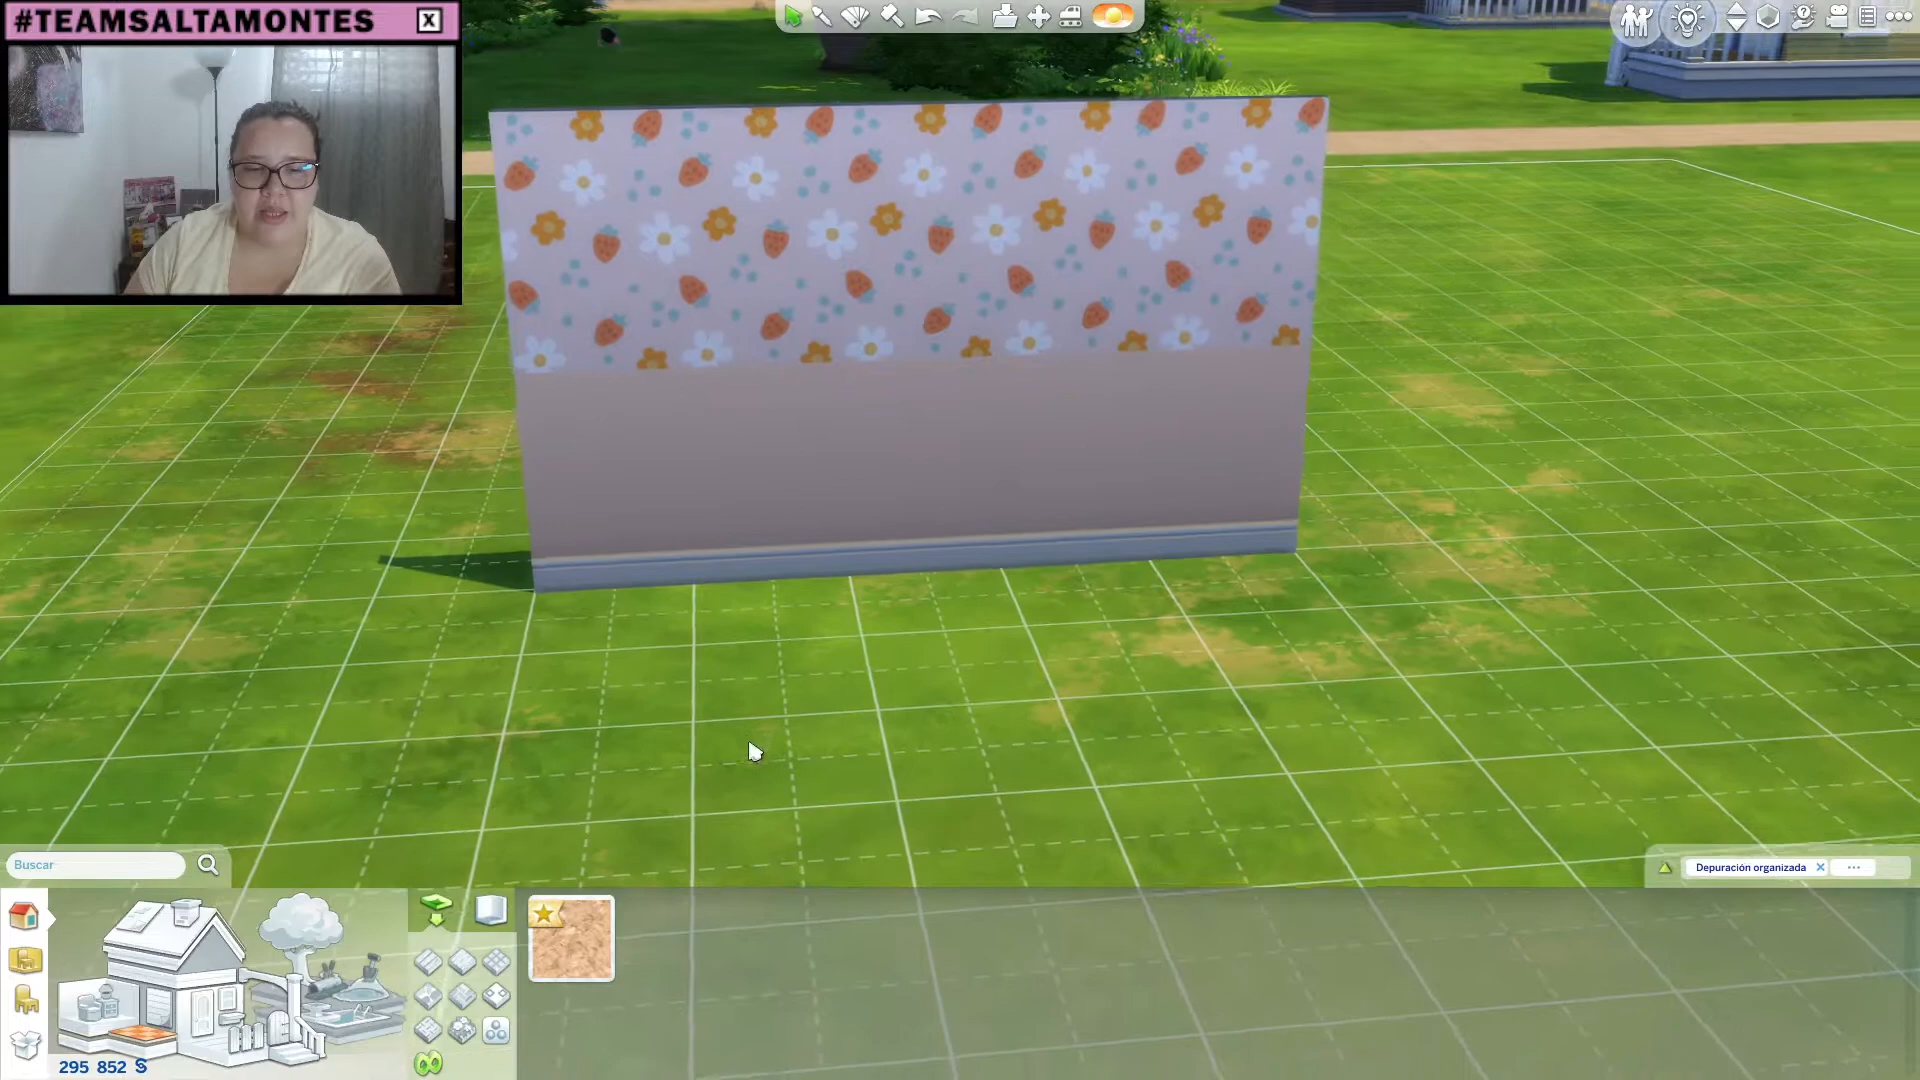 #TEAMSALTAMONTES
X
Buscar
Depuración organizada
295 852 S